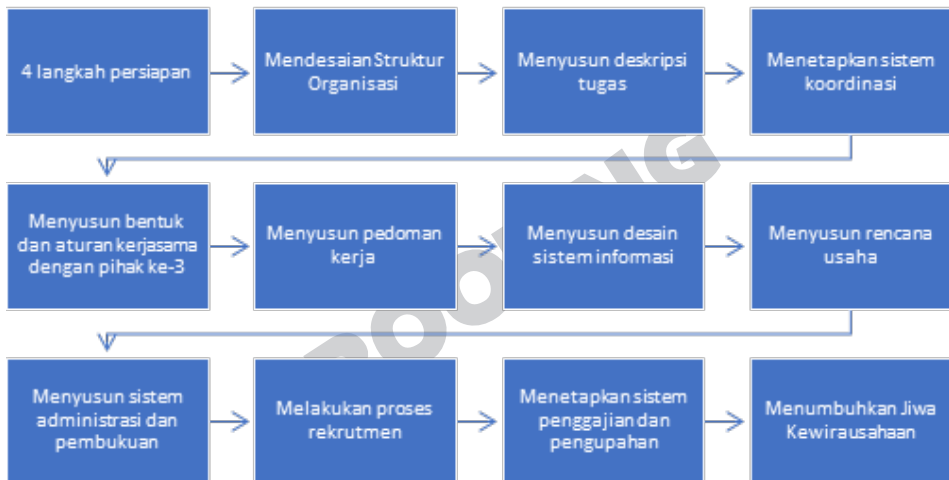 4 langkah persiapan
Mendesaian Struktur
Organisasi
Menyusun deskripsi
tugas
Menetapkan sistem
koordinasi
Menyusun bentuk
dan aturan kerjasama
dengan pihak ke-3
Menyusun pedoman
kerja
Menyusun desain
sistem informasi
Menyusun rencana
usaha
Menyusun sistem
administrasi dan
pembukuan
Melakukan proses
rekrutmen
Menetapkan sistem
penggajian dan
pengupahan
Menumbuhkan Jiwa
Kewirausahaan